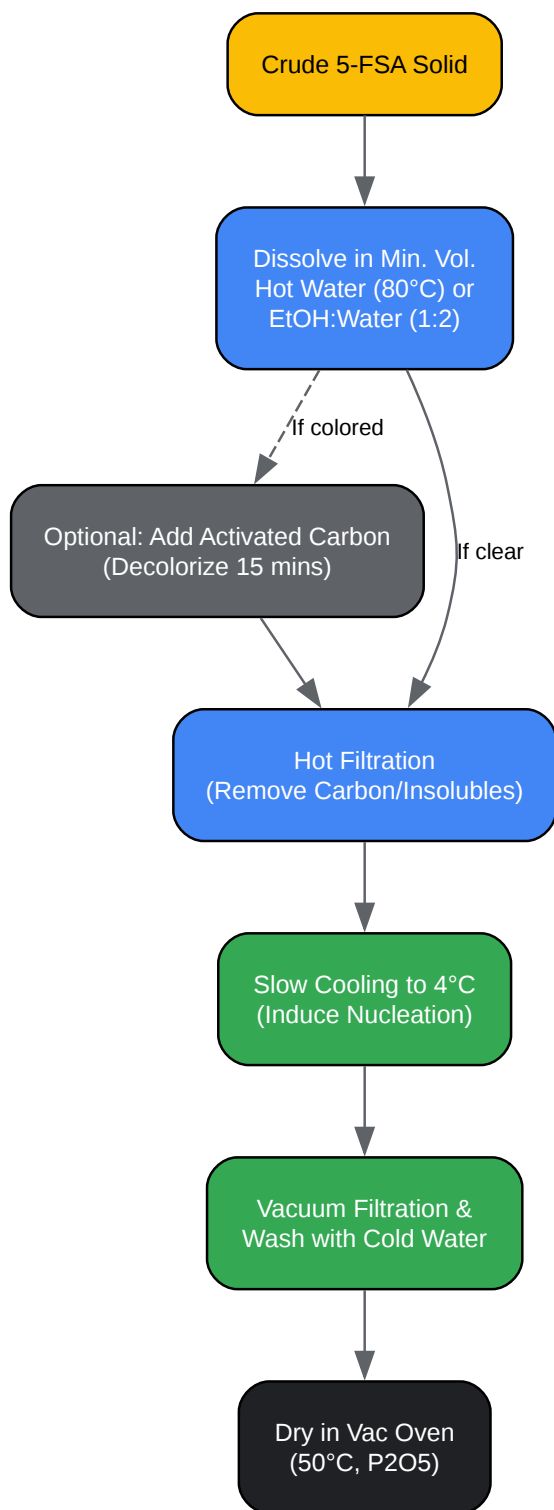 Crude 5-FSA Solid
Dissolve in Min. Vol.
Hot Water (80°C) or
EtOH:Water (1:2)
If colored
Optional: Add Activated Carbon
(Decolorize 15 mins)
If clear
Hot Filtration
(Remove Carbon/Insolubles)
Slow Cooling to 4°C
(Induce Nucleation)
Vacuum Filtration &
Wash with Cold Water
Dry in Vac Oven
(50°C, P2O5)